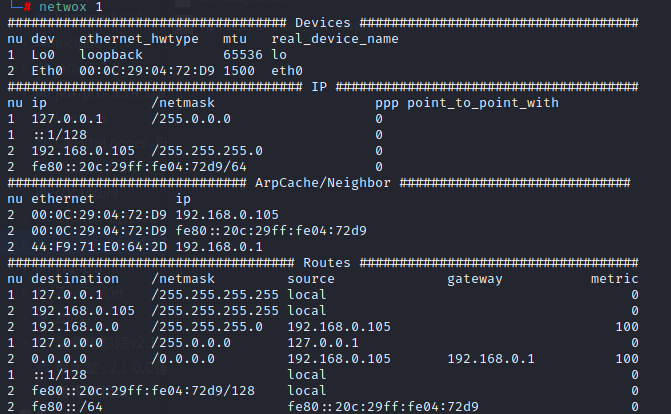 └─# netwox 1
################################### Devices ###################################
nu dev   ethernet_hwtype   mtu   real_device_name
1  Lo0   loopback          65536 lo
2  Eth0  00:0C:29:04:72:D9 1500  eth0
##################################### IP ######################################
nu ip             /netmask                    ppp point_to_point_with
1  127.0.0.1      /255.0.0.0                  0
1  ::1/128                                    0
2  192.168.0.105  /255.255.255.0              0
2  fe80::20c:29ff:fe04:72d9/64                0
############################## ArpCache/Neighbor #############################
nu ethernet          ip
2  00:0C:29:04:72:D9 192.168.0.105
2  00:0C:29:04:72:D9 fe80::20c:29ff:fe04:72d9
2  44:F9:71:E0:64:2D 192.168.0.1
#################################### Routes ###################################
nu destination    /netmask         source              gateway           metric
1  127.0.0.1      /255.255.255.255 local                                      0
2  192.168.0.105  /255.255.255.255 local                                      0
2  192.168.0.0    /255.255.255.0   192.168.0.105                            100
1  127.0.0.0      /255.0.0.0       127.0.0.1                                  0
2  0.0.0.0        /0.0.0.0         192.168.0.105       192.168.0.1          100
1  ::1/128                         local                                      0
2  fe80::20c:29ff:fe04:72d9/128    local                                      0
2  fe80::/64                       fe80::20c:29ff:fe04:72d9                   0